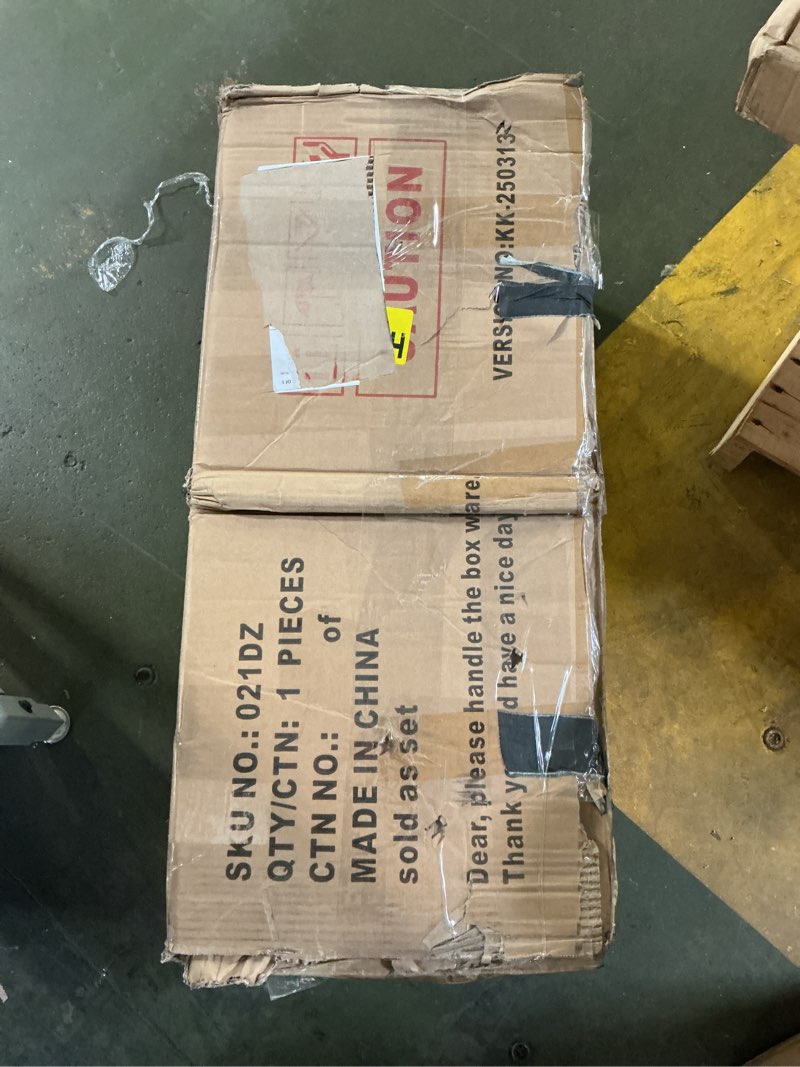 CAUTION
VERSION NO:KK-250313
SKU NO.: 021DZ
QTY/CTN: 1 PIECES
CTN NO.: of
MADE IN CHINA
sold as set
Dear, please handle the box ware
Thank y d have a nice day